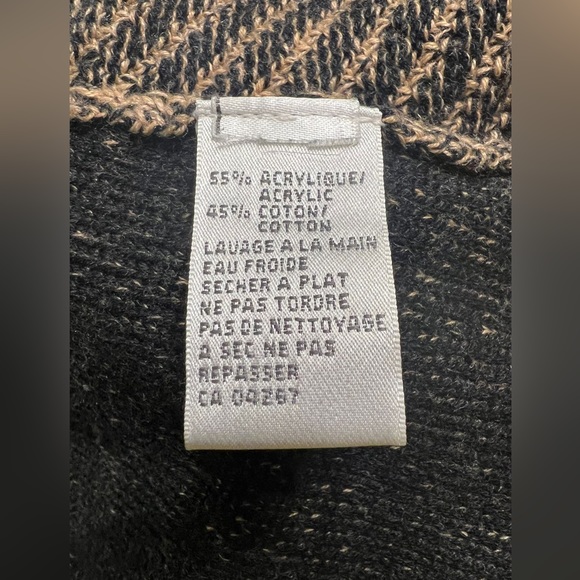 55% ACRYLIQUE/
ACRYLIC
45% COTON/
COTTON
LAVAGE A LA MAIN
EAU FROIDE
SECHER A PLAT
NE PAS TORDRE
PAS DE NETTOYAGE
A SEC NE PAS
REPASSER
CA 04267